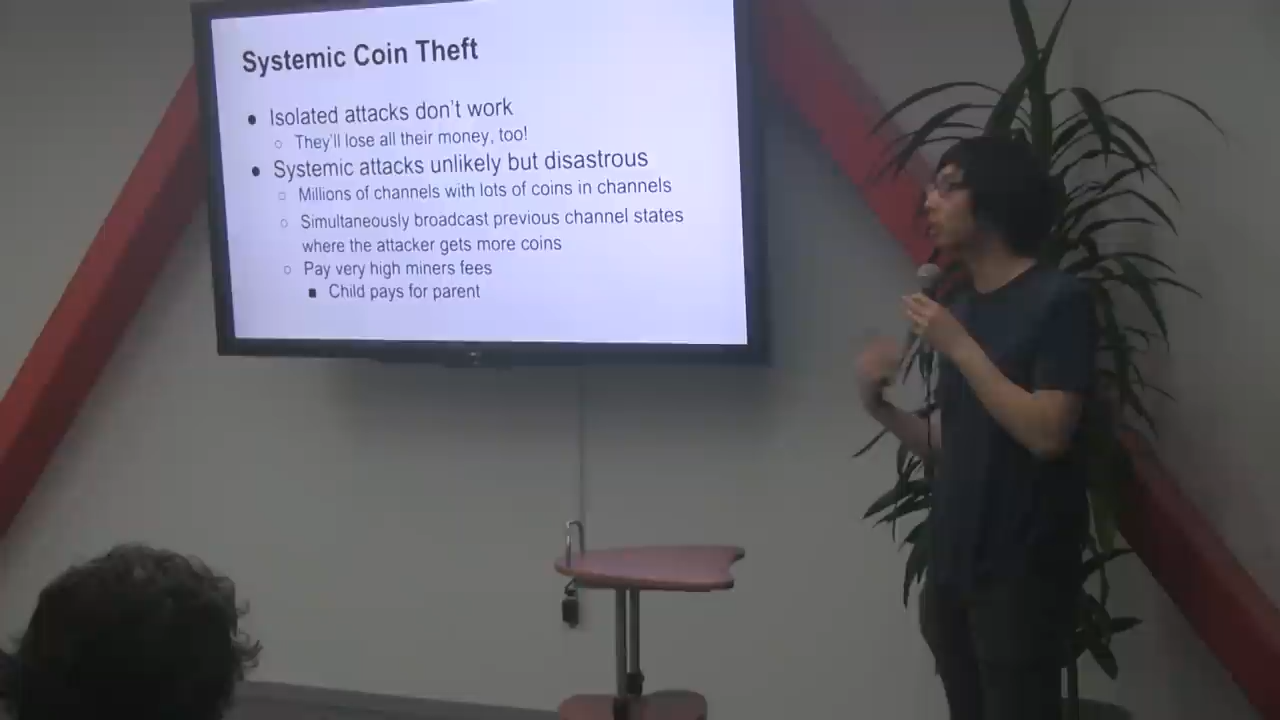 Systemic Coin Theft
● Isolated attacks don't work
○ They'll lose all their money, too!
● Systemic attacks unlikely but disastrous
○ Millions of channels with lots of coins in channels
○ Simultaneously broadcast previous channel states
where the attacker gets more coins
○ Pay very high miners fees
■ Child pays for parent